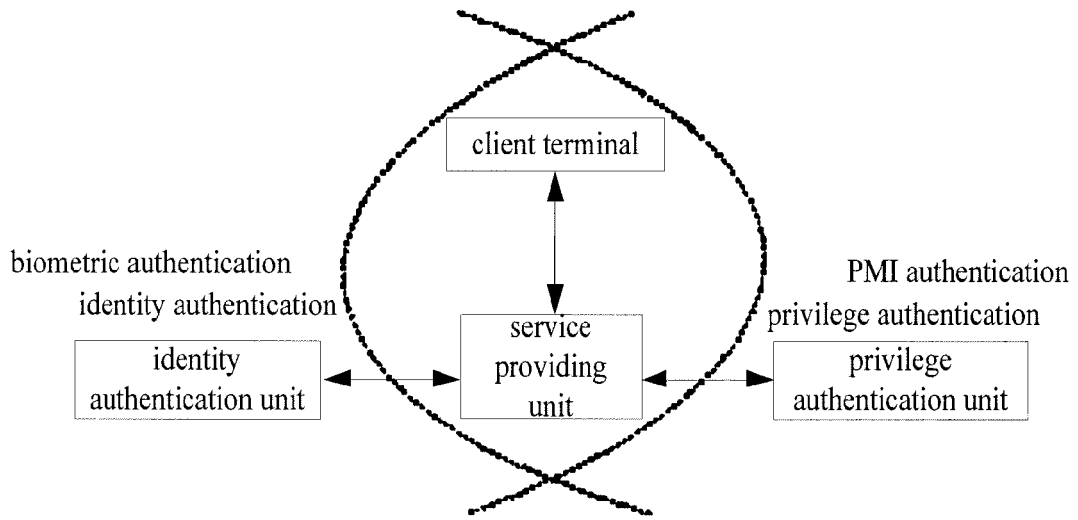 client terminal
biometric authentication
identity authentication
PMI authentication
privilege authentication
identity
authentication unit
service
providing
unit
privilege
authentication unit